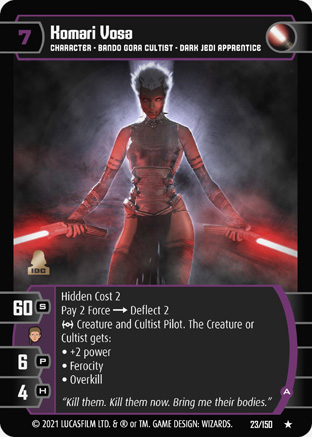 7
Komari Vosa
CHARACTER • BANDO GORA CULTIST • DARK JEDI APPRENTICE
IDC
60 S
Hidden Cost 2
Pay 2 Force → Deflect 2
Creature and Cultist Pilot. The Creature or
Cultist gets:
• +2 power
• Ferocity
• Overkill
6 P
4 H
"Kill them. Kill them now. Bring me their bodies."
A
© 2021 LUCASFILM LTD. & ® or TM. GAME DESIGN: WIZARDS. 23/150 ★